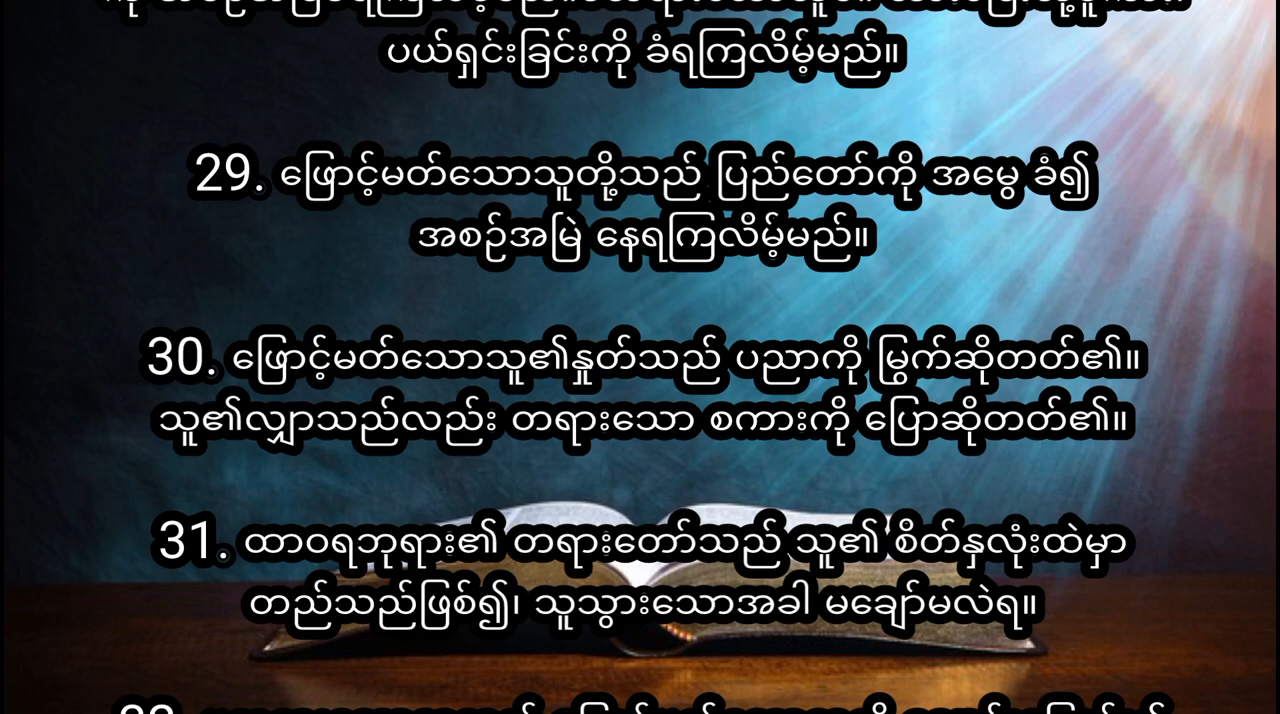 ပယ်ရှင်းခြင်းကို ခံရကြလိမ့်မည်။
29. ဖြောင့်မတ်သောသူတို့သည် ပြည်တော်ကို အမွေ ခံ၍
အစဉ်အမြဲ နေရကြလိမ့်မည်။
30. ဖြောင့်မတ်သောသူ၏နှုတ်သည် ပညာကို မြွက်ဆိုတတ်၏။
သူ၏လျှာသည်လည်း တရားသော စကားကို ပြောဆိုတတ်၏။
31. ထာဝရဘုရား၏ တရားတော်သည် သူ၏ စိတ်နှလုံးထဲမှာ
တည်သည်ဖြစ်၍၊ သူသွားသောအခါ မချော်မလဲရ။